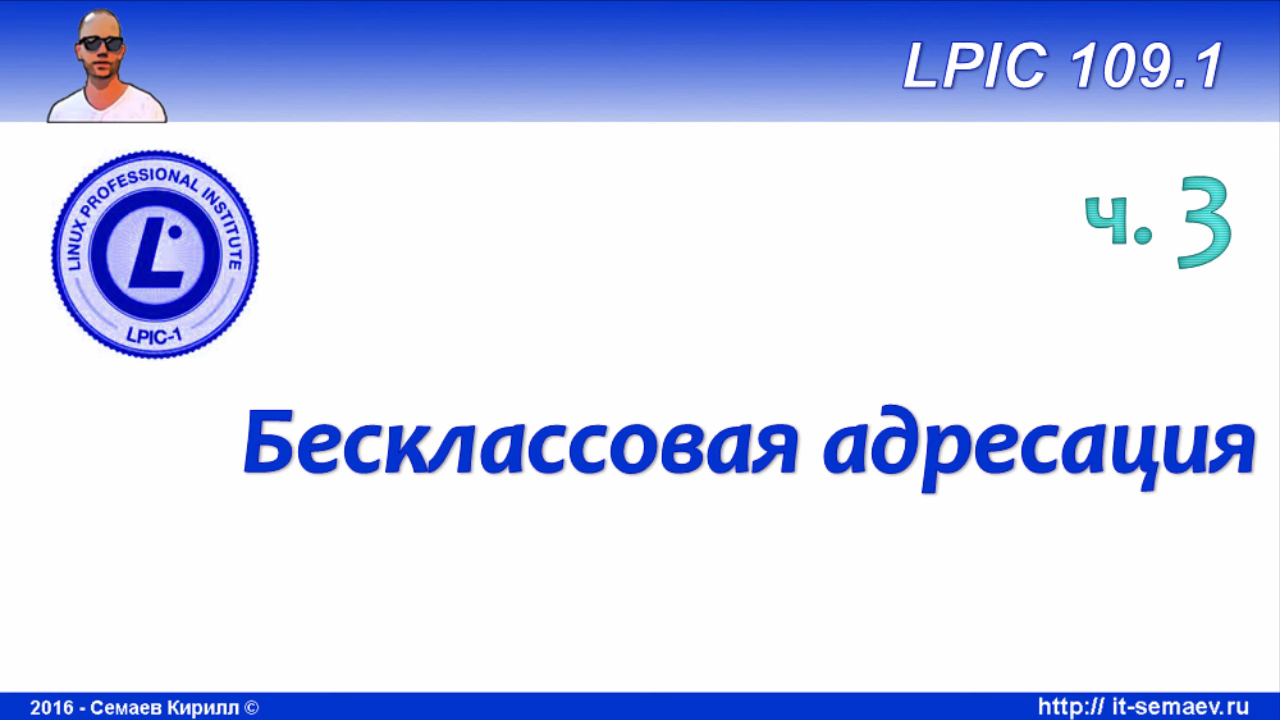 LPIC 109.1
LINUX PROFESSIONAL INSTITUTE
LPIC-1
ч. 3
Бесклассовая адресация
2016 - Семаев Кирилл ©
http:// it-semaev.ru